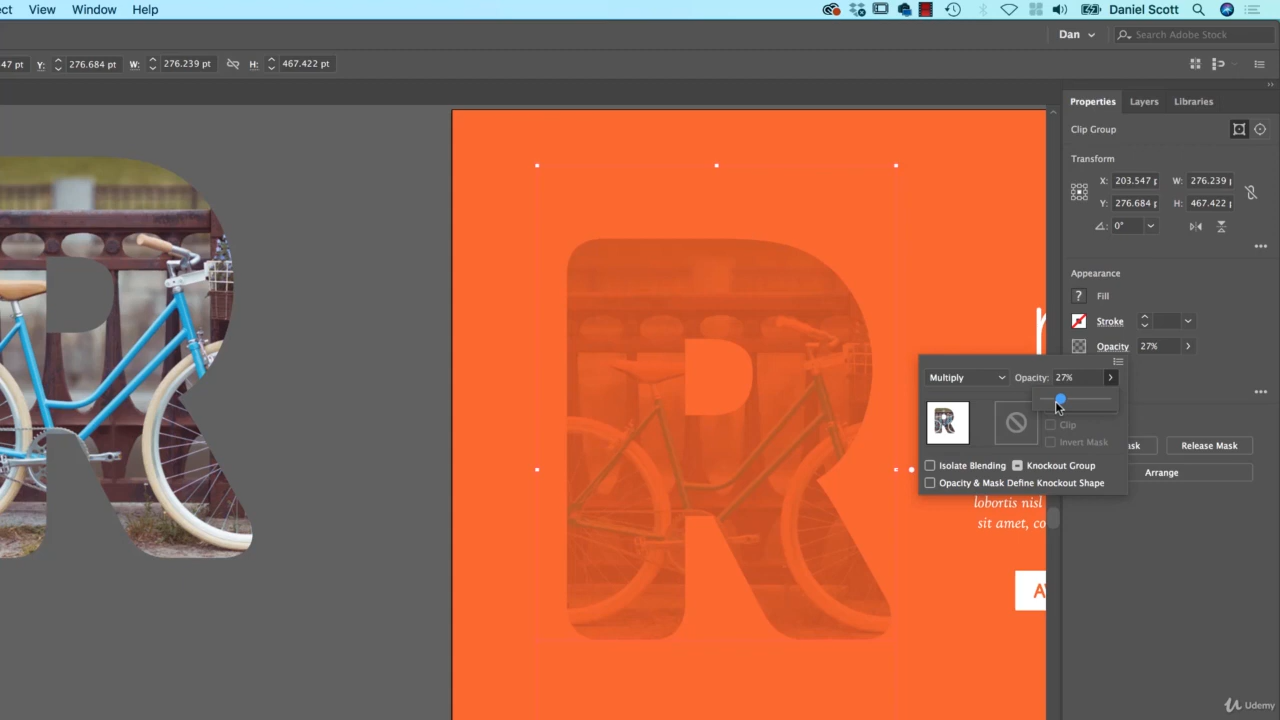 ect View Window Help Daniel Scott
Dan Search Adobe Stock
47 pt Y: 276.684 pt W: 276.239 pt H: 467.422 pt
Properties Layers Libraries
Clip Group
Transform
X: 203.547 p W: 276.239
Y: 276.684 p H: 467.422
0°
Appearance
? Fill
Stroke
Opacity 27%
Multiply Opacity: 27%
R
Clip
Invert Mask
ask Release Mask
Isolate Blending Knockout Group
Arrange
Opacity & Mask Define Knockout Shape
lobortis nisl
sit amet, co
R
R
Udemy